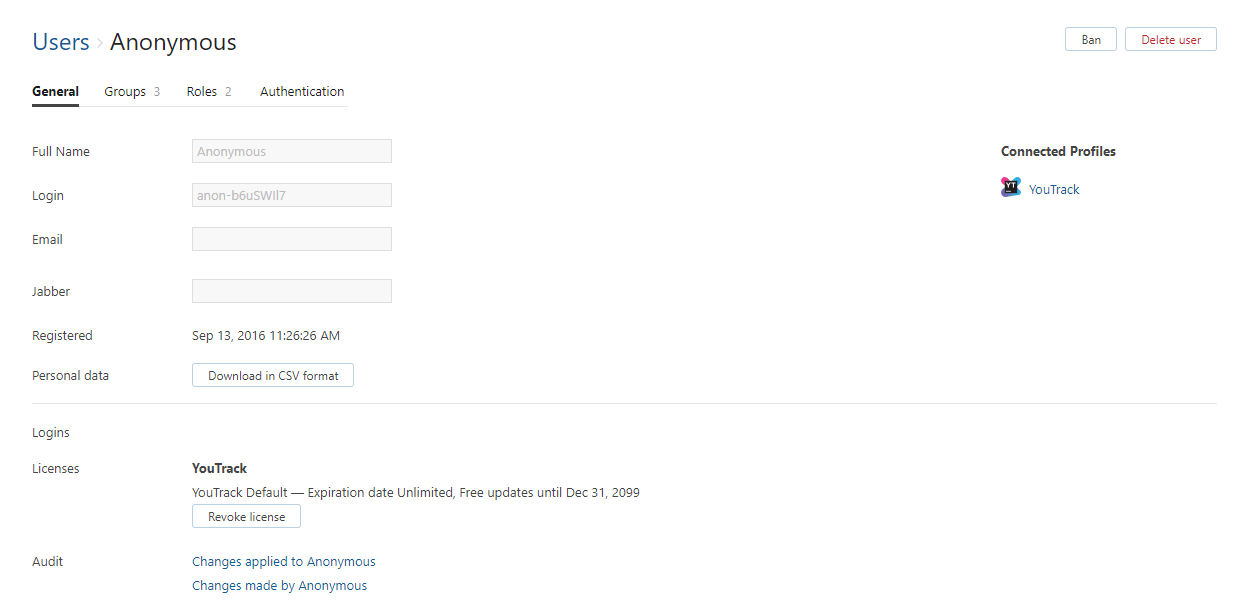 Users › Anonymous
Ban
Delete user
General
Groups 3
Roles 2
Authentication
Full Name
Anonymous
Connected Profiles
Login
anon-b6uSWIl7
YT
YouTrack
Email
Jabber
Registered
Sep 13, 2016 11:26:26 AM
Personal data
Download in CSV format
Logins
Licenses
YouTrack
YouTrack Default — Expiration date Unlimited, Free updates until Dec 31, 2099
Revoke license
Audit
Changes applied to Anonymous
Changes made by Anonymous